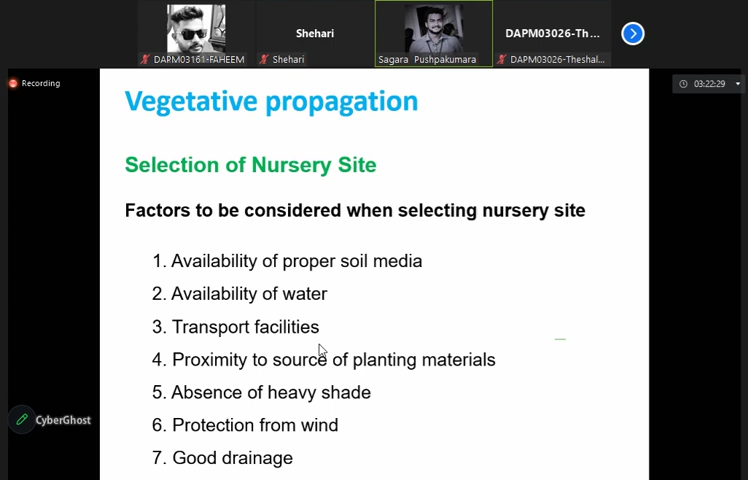 Shehari
DAPM03026-Th...
DARM03161-FAHEEM
Shehari
Sagara Pushpakumara
DAPM03026-Theshal...
Recording
03:22:29
Vegetative propagation
Selection of Nursery Site
Factors to be considered when selecting nursery site
1. Availability of proper soil media
2. Availability of water
3. Transport facilities
4. Proximity to source of planting materials
5. Absence of heavy shade
6. Protection from wind
7. Good drainage
CyberGhost